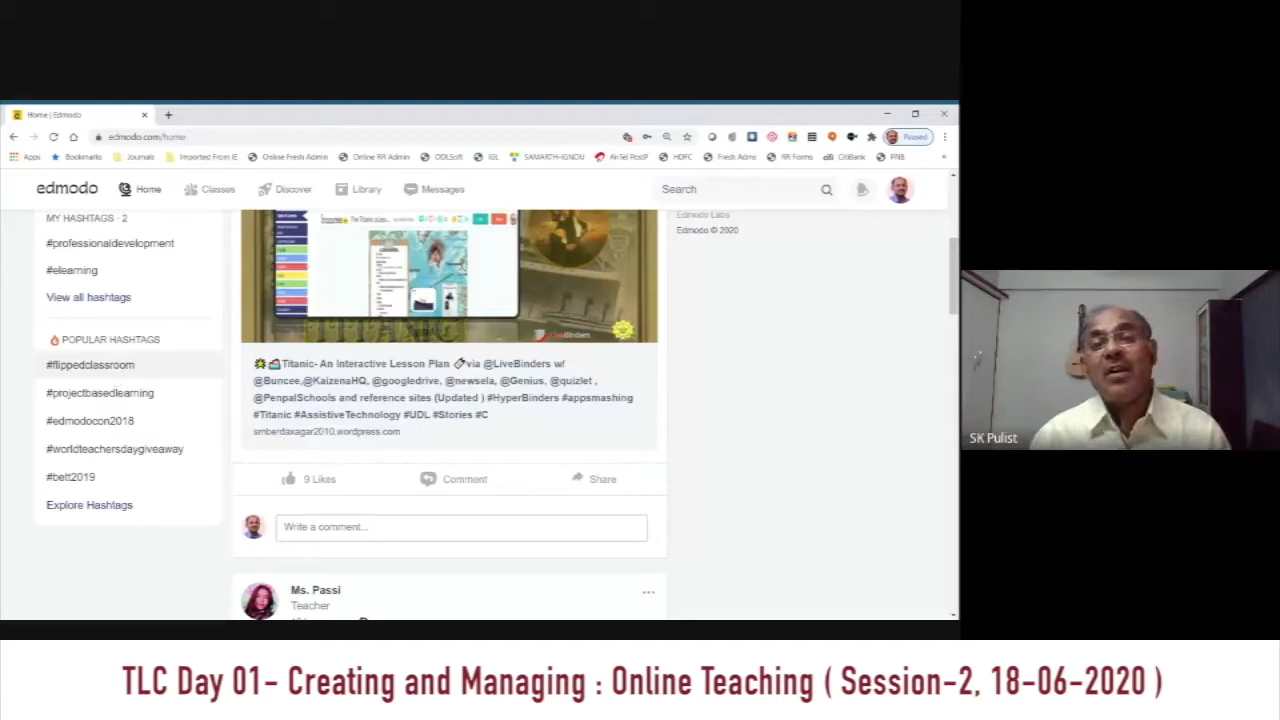 Home | Edmodo
edmodo.com/home
Paused
Apps Bookmarks Journals Imported From IE Online Fresh Admin Online RR Admin ODLSoft IGL SAMARTH-IGNOU AirTel PostP HDFC Fresh Adms RR Forms CitiBank PNB
edmodo Home Classes Discover Library Messages Search
MY HASHTAGS · 2
#professionaldevelopment
#elearning
View all hashtags
POPULAR HASHTAGS
#flippedclassroom
#projectbasedlearning
#edmodocon2018
#worldteachersdaygiveaway
#bett2019
Explore Hashtags
Edmodo Labs
Edmodo © 2020
LiveBinders
Titanic- An Interactive Lesson Plan via @LiveBinders w/
@Buncee,@KaizenaHQ, @googledrive, @newsela, @Genius, @quizlet ,
@PenpalSchools and reference sites (Updated ) #HyperBinders #appsmashing
#Titanic #AssistiveTechnology #UDL #Stories #C
smberdaxagar2010.wordpress.com
9 Likes Comment Share
Write a comment...
Ms. Passi
Teacher
SK Pulist
TLC Day 01- Creating and Managing : Online Teaching ( Session-2, 18-06-2020 )